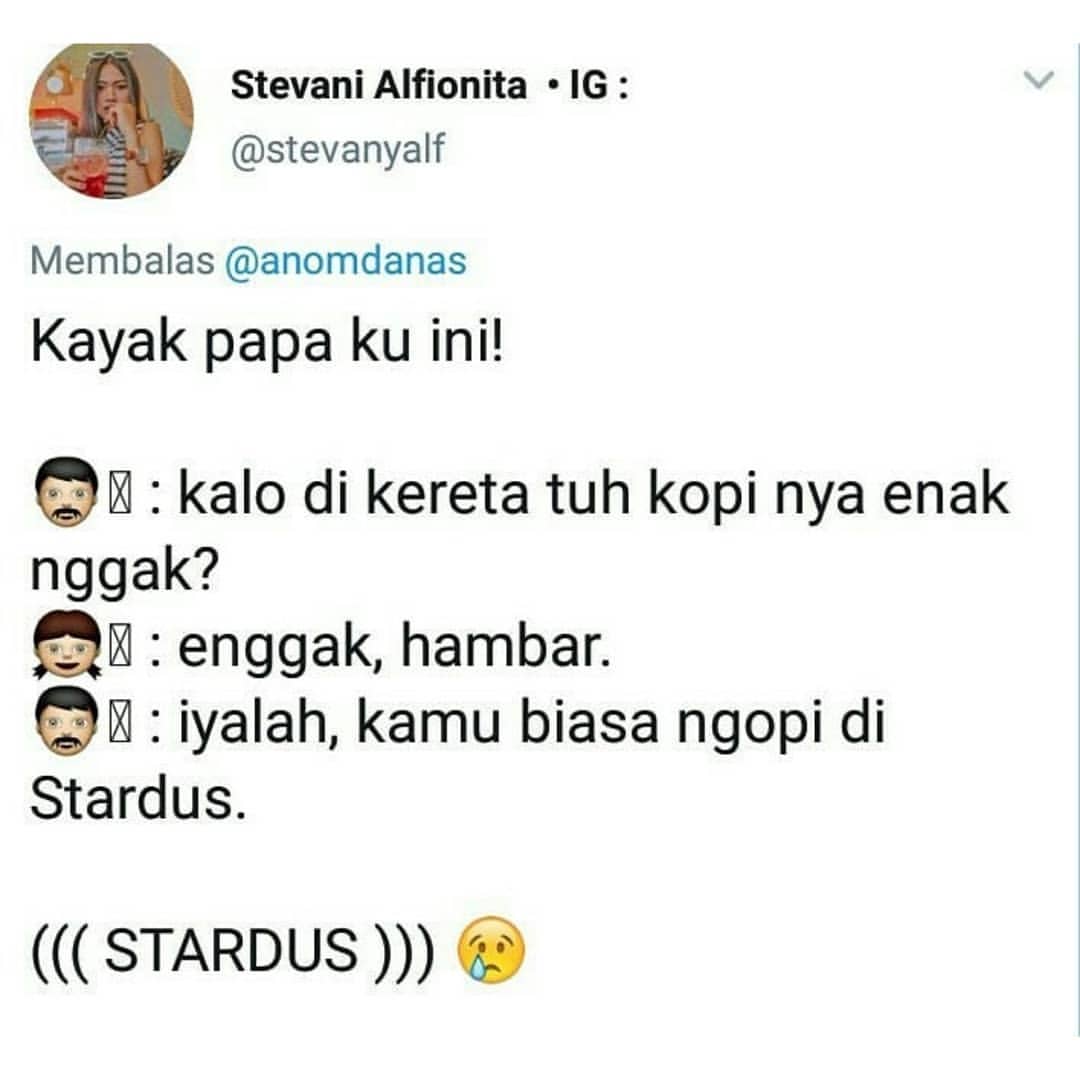 Stevani Alfionita • IG :
@stevanyalf
Membalas @anomdanas
Kayak papa ku ini!
: kalo di kereta tuh kopi nya enak
nggak?
: enggak, hambar.
: iyalah, kamu biasa ngopi di
Stardus.
((( STARDUS )))